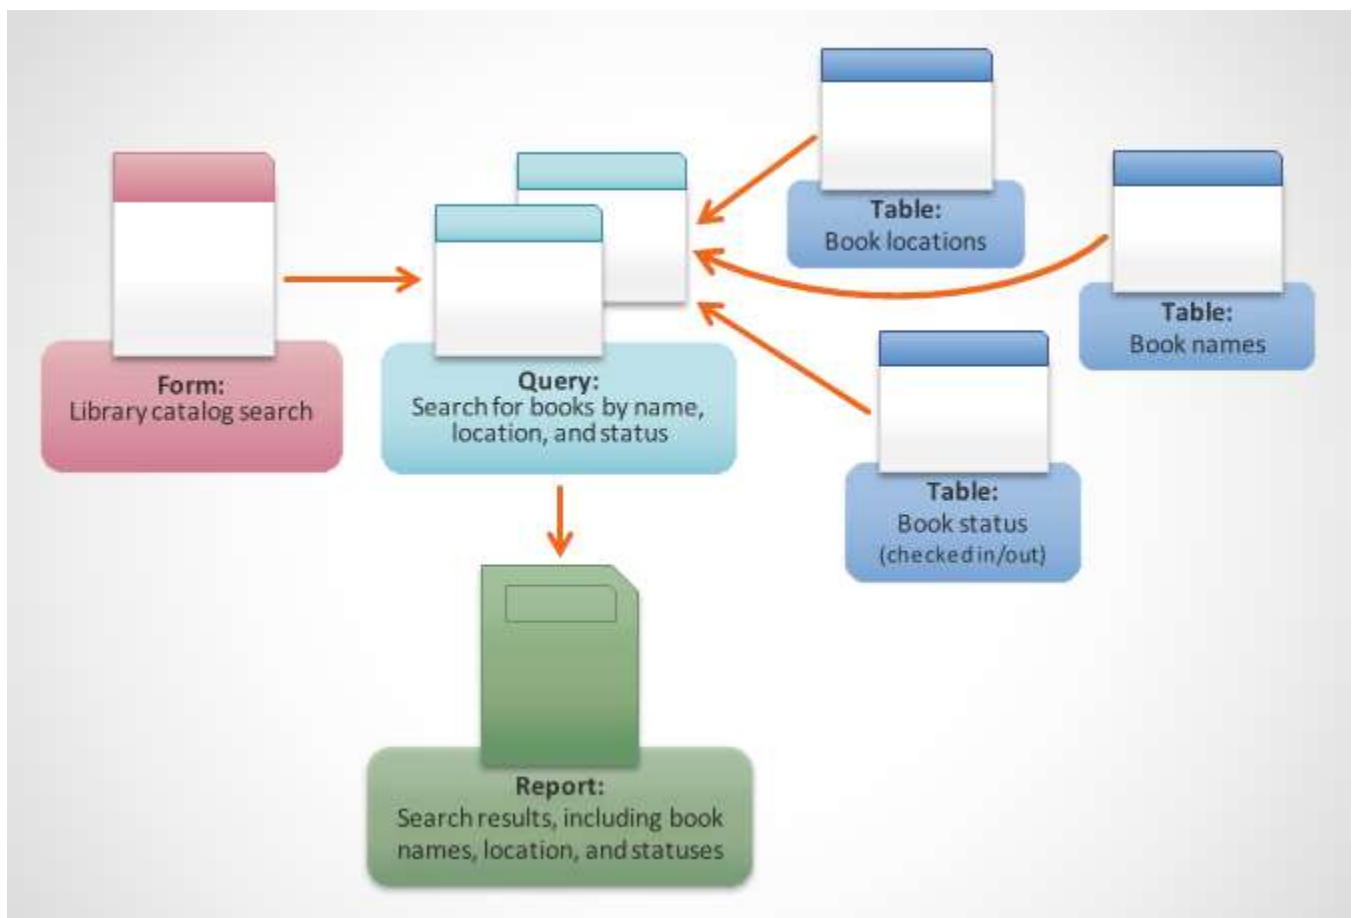 Form:
Library catalog search
Query:
Search for books by name,
location, and status
Table:
Book locations
Table:
Book names
Table:
Book status
(checked in/out)
Report:
Search results, including book
names, location, and statuses